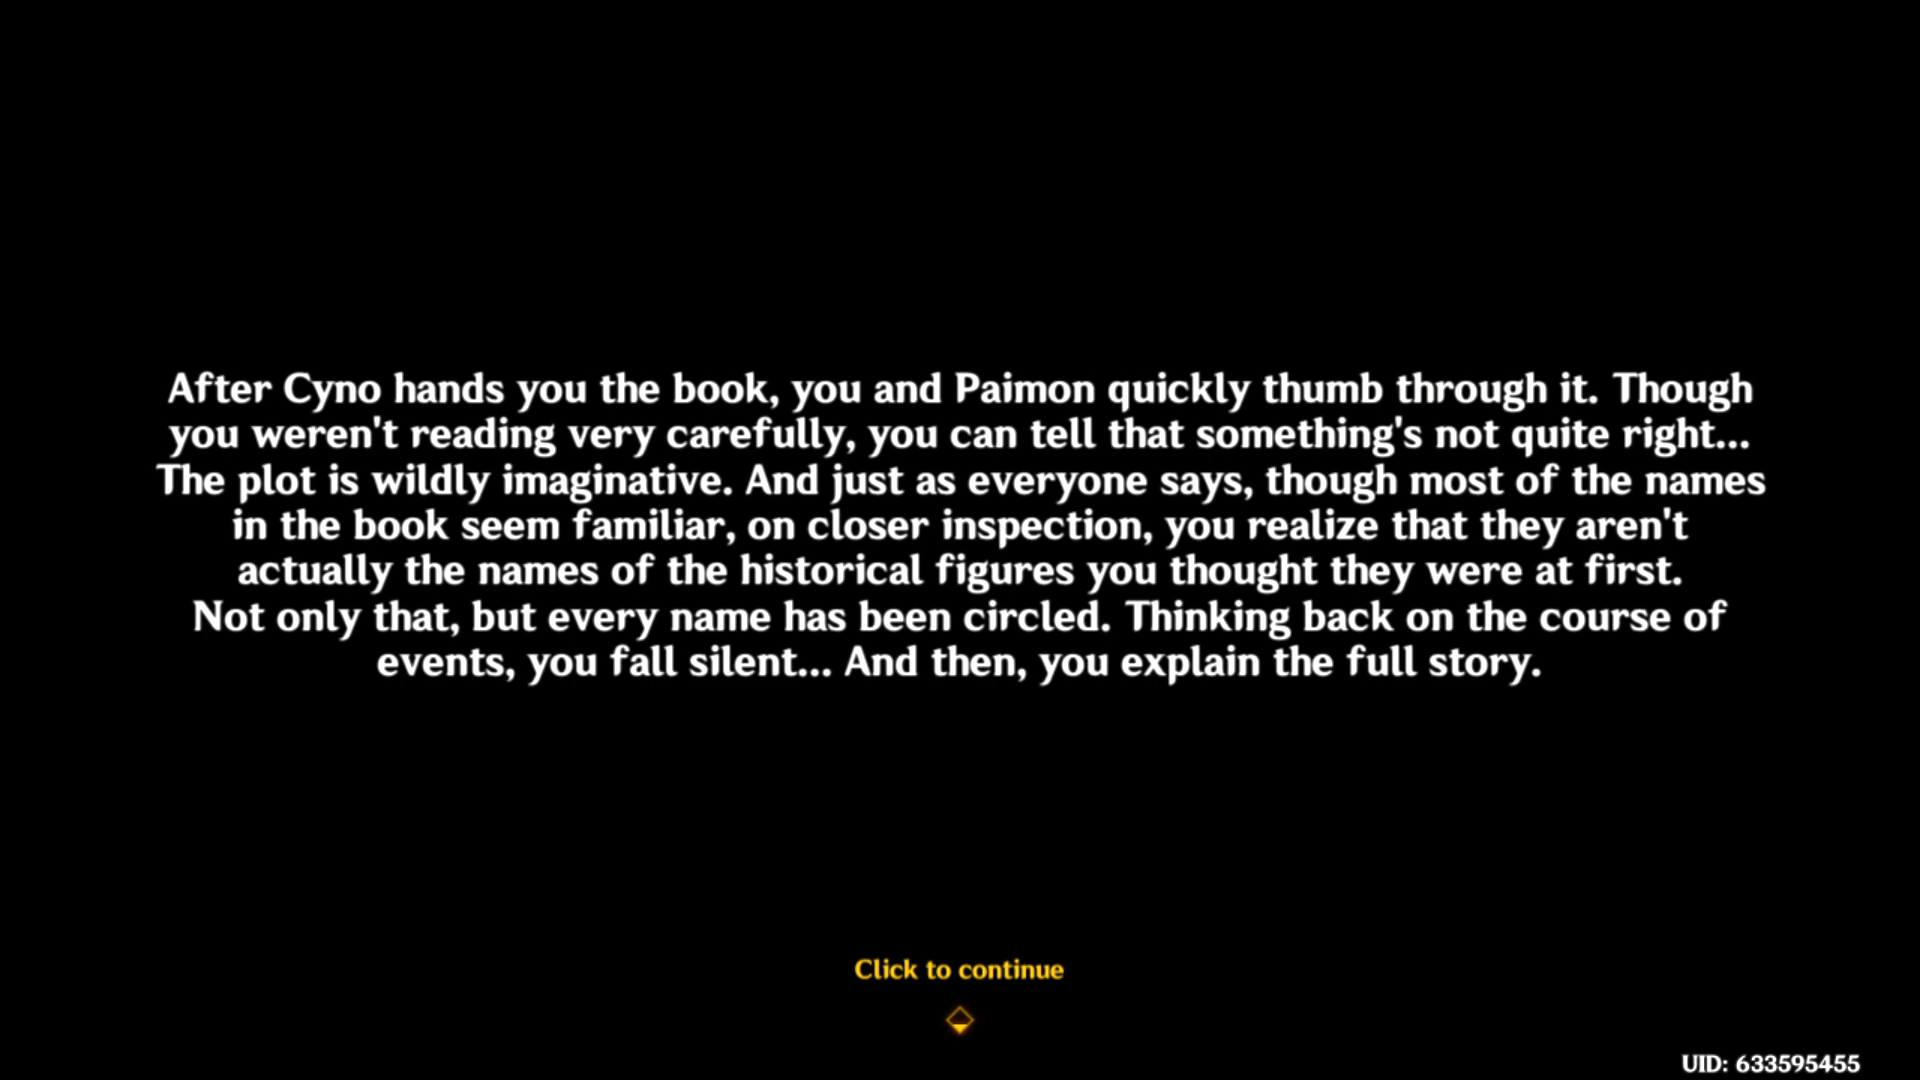 After Cyno hands you the book, you and Paimon quickly thumb through it. Though
you weren't reading very carefully, you can tell that something's not quite right...
The plot is wildly imaginative. And just as everyone says, though most of the names
in the book seem familiar, on closer inspection, you realize that they aren't
actually the names of the historical figures you thought they were at first.
Not only that, but every name has been circled. Thinking back on the course of
events, you fall silent... And then, you explain the full story.
Click to continue
UID: 633595455